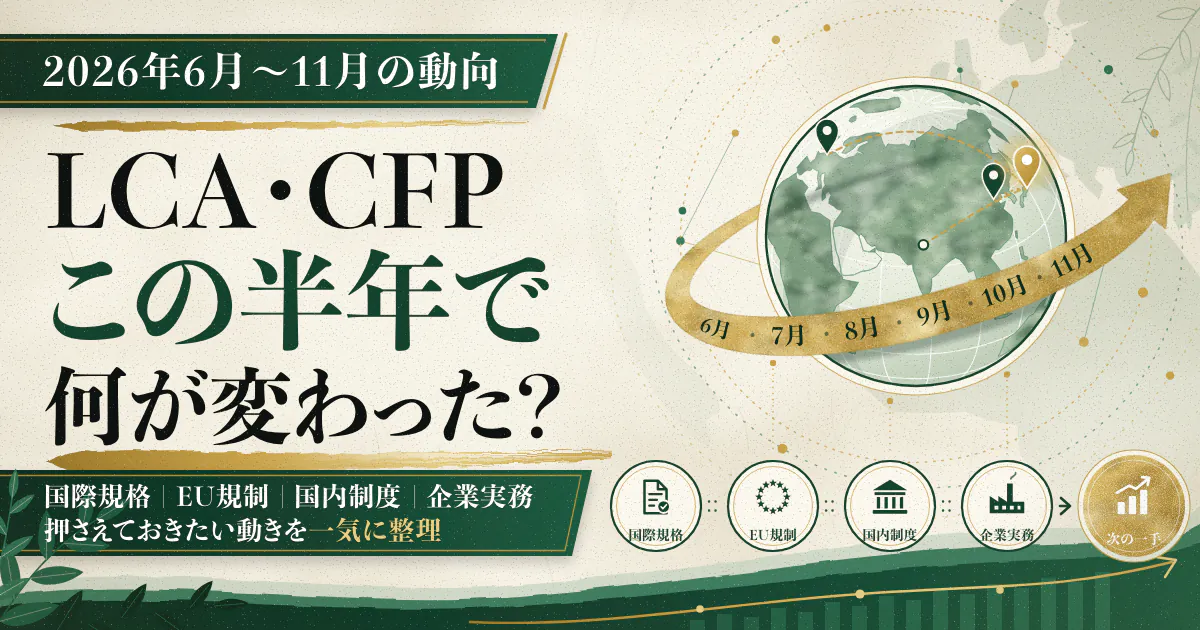 2026年6月～11月の動向
LCA・CFP
この半年で
何が変わった?
国際規格｜EU規制｜国内制度｜企業実務
押さえておきたい動きを一気に整理
6月・7月・8月・9月・10月・11月
国際規格
EU規制
国内制度
企業実務
次の一手